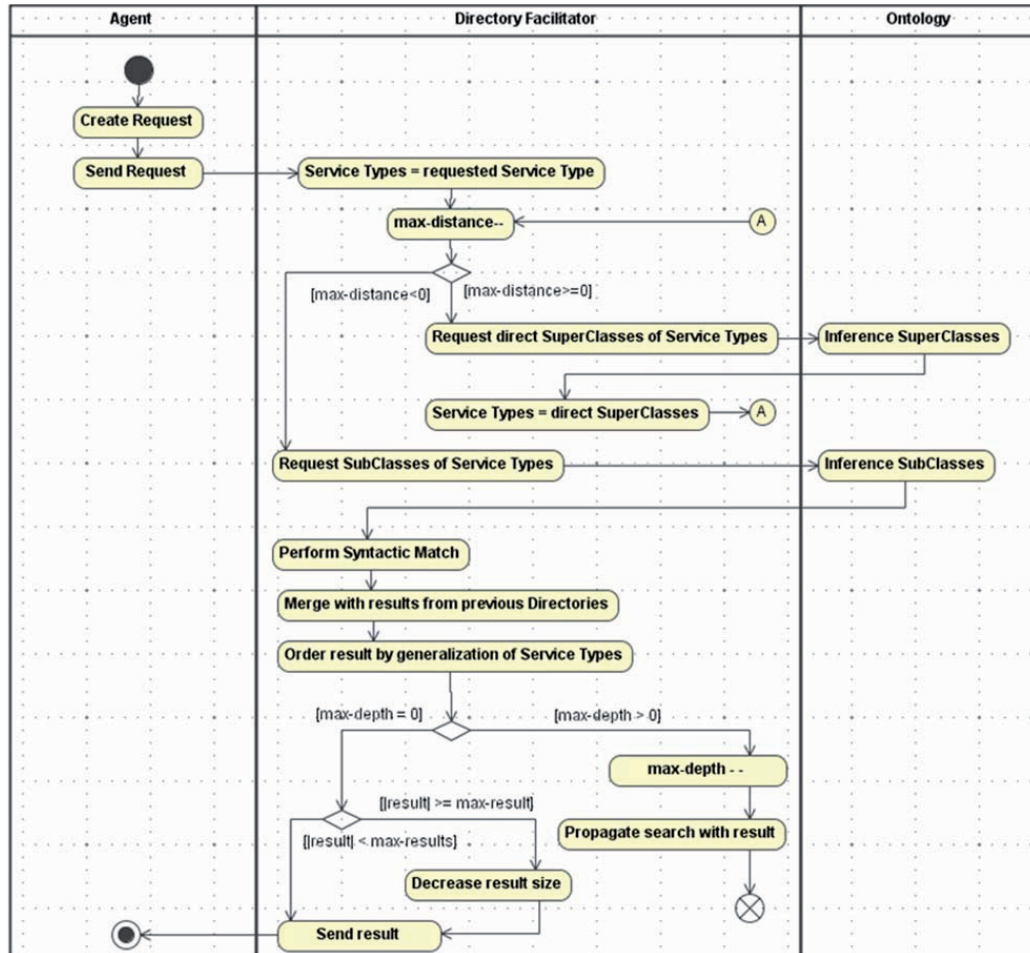 Agent
Directory Facilitator
Ontology
Create Request
Send Request
Service Types = requested Service Type
max-distance--
A
[max-distance<0]
[max-distance>=0]
Request direct SuperClasses of Service Types
Inference SuperClasses
Service Types = direct SuperClasses
A
Request SubClasses of Service Types
Inference SubClasses
Perform Syntactic Match
Merge with results from previous Directories
Order result by generalization of Service Types
[max-depth = 0]
[max-depth > 0]
max-depth - -
[|result| >= max-result]
Propagate search with result
[|result| < max-results]
Decrease result size
Send result